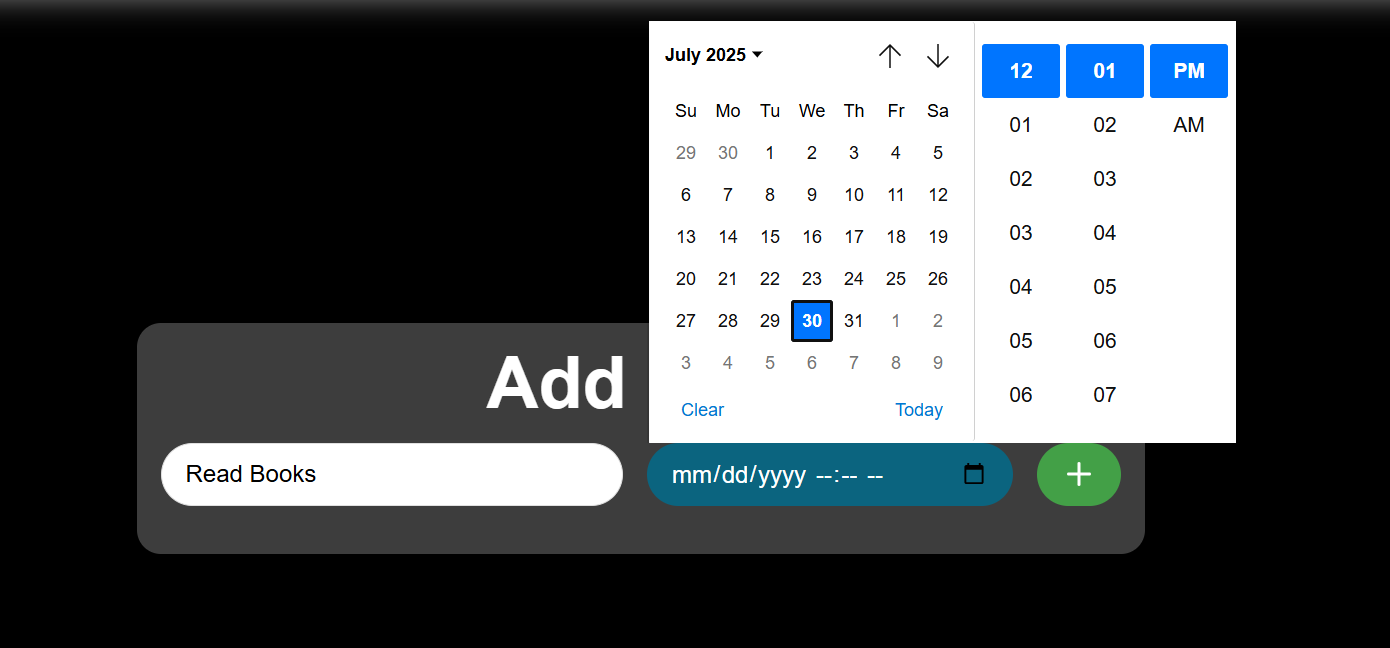 July 2025
Su Mo Tu We Th Fr Sa
29 30 1 2 3 4 5
6 7 8 9 10 11 12
13 14 15 16 17 18 19
20 21 22 23 24 25 26
27 28 29 30 31 1 2
3 4 5 6 7 8 9
Clear Today
12 01 PM
01 02 AM
02 03
03 04
04 05
05 06
06 07
Add
Read Books
mm/dd/yyyy --:-- --
+